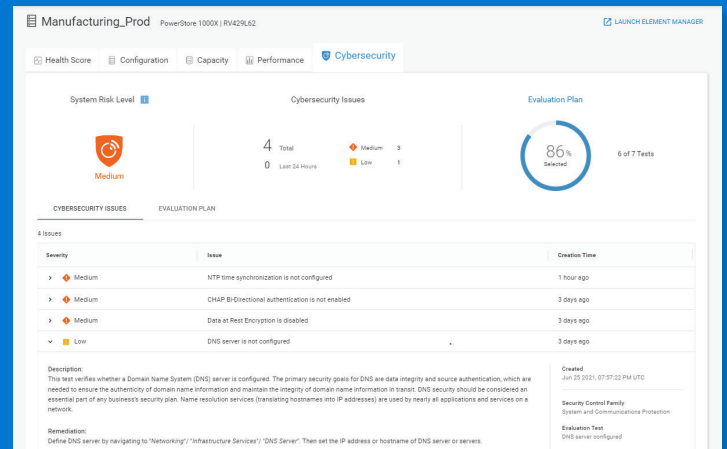 Manufacturing_Prod PowerStore 1000X | RV429L62 LAUNCH ELEMENT MANAGER
Health Score Configuration Capacity Performance Cybersecurity
System Risk Level Cybersecurity Issues Evaluation Plan
4 Total Medium 3
0 Last 24 Hours Low 1
86% Selected 6 of 7 Tests
Medium
CYBERSECURITY ISSUES EVALUATION PLAN
4 Issues
Severity Issue Creation Time
Medium NTP time synchronization is not configured 1 hour ago
Medium CHAP Bi-Directional authentication is not enabled 3 days ago
Medium Data at Rest Encryption is disabled 3 days ago
Low DNS server is not configured 3 days ago
Description:
This test verifies whether a Domain Name System (DNS) server is configured. The primary security goals for DNS are data integrity and source authentication, which are
needed to ensure the authenticity of domain name information and maintain the integrity of domain name information in transit. DNS security should be considered an
essential part of any business's security plan. Name resolution services (translating hostnames into IP addresses) are used by nearly all applications and services on a
network.
Remediation:
Define DNS server by navigating to "Networking"/ "Infrastructure Services"/ "DNS Server". Then set the IP address or hostname of DNS server or servers.
Created
Jun 25 2021, 07:57:22 PM UTC
Security Control Family
System and Communications Protection
Evaluation Test
DNS server configured